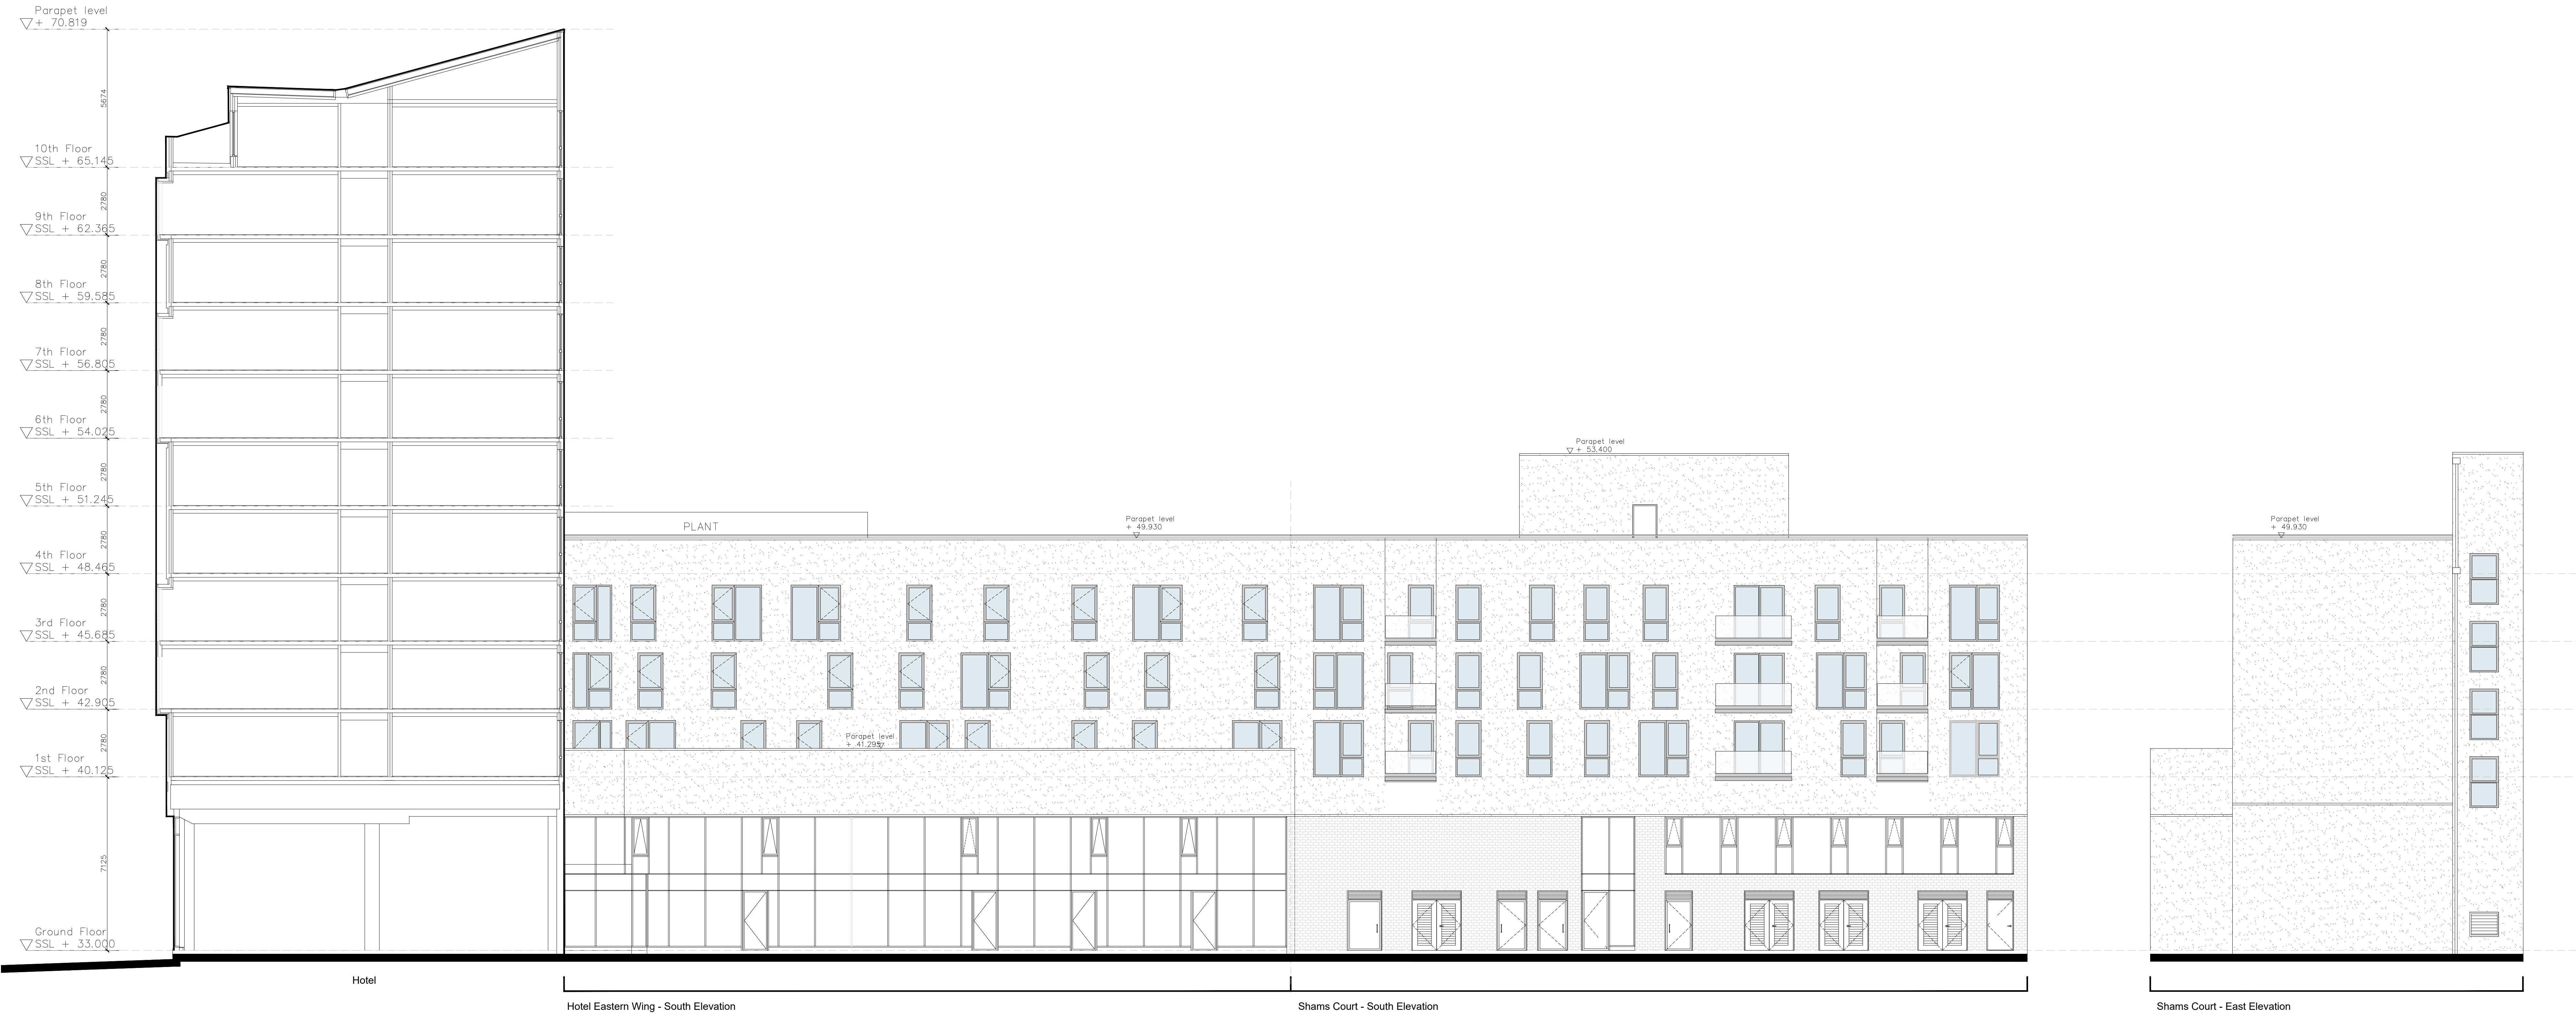 Parapet level
+ 70.819
5674
10th Floor
SSL + 65.145
2780
9th Floor
SSL + 62.365
2780
8th Floor
SSL + 59.585
2780
7th Floor
SSL + 56.805
2780
6th Floor
SSL + 54.025
2780
5th Floor
SSL + 51.245
2780
4th Floor
SSL + 48.465
2780
3rd Floor
SSL + 45.685
2780
2nd Floor
SSL + 42.905
2780
1st Floor
SSL + 40.125
7125
Ground Floor
SSL + 33.000
PLANT
Parapet level
+ 49.930
Parapet level
+ 53.400
Parapet level
+ 41.295
Parapet level
+ 49.930
Hotel
Hotel Eastern Wing - South Elevation
Shams Court - South Elevation
Shams Court - East Elevation